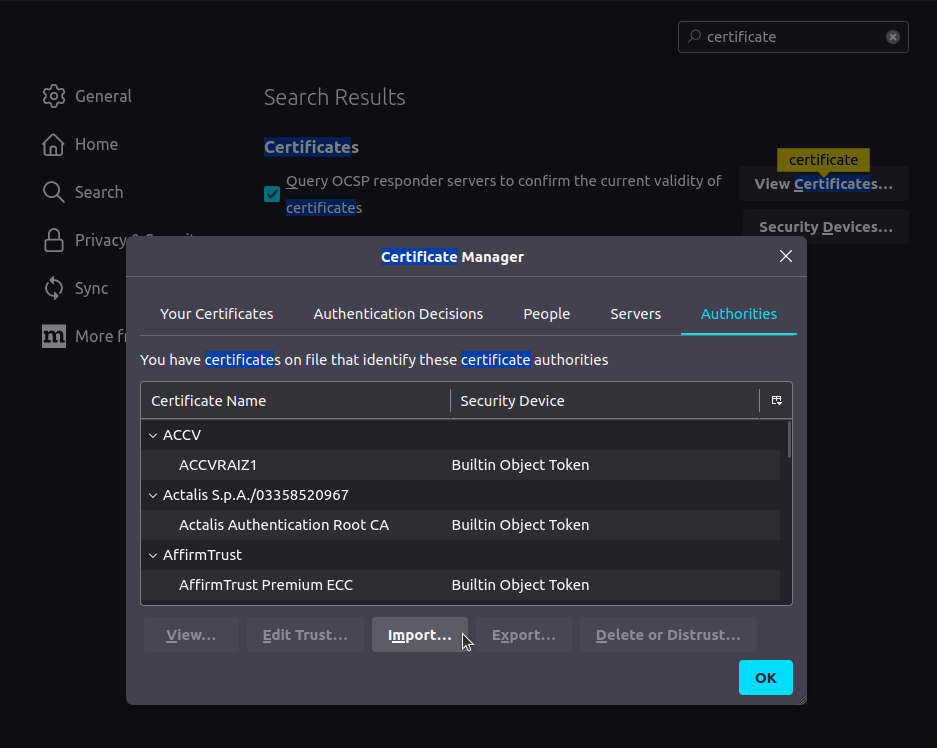 certificate
General
Search Results
Home
Certificates
certificate
Query OCSP responder servers to confirm the current validity of
certificates
View Certificates...
Search
Security Devices...
Privacy
Certificate Manager
Sync
Your Certificates
Authentication Decisions
People
Servers
Authorities
More
You have certificates on file that identify these certificate authorities
Certificate Name
Security Device
ACCV
ACCVRAIZ1
Builtin Object Token
Actalis S.p.A./03358520967
Actalis Authentication Root CA
Builtin Object Token
AffirmTrust
AffirmTrust Premium ECC
Builtin Object Token
View...
Edit Trust...
Import...
Export...
Delete or Distrust...
OK